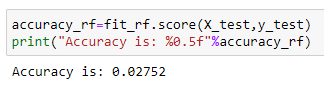 accuracy_rf=fit_rf.score(X_test,y_test)
print("Accuracy is: %0.5f"%accuracy_rf)
Accuracy is: 0.02752